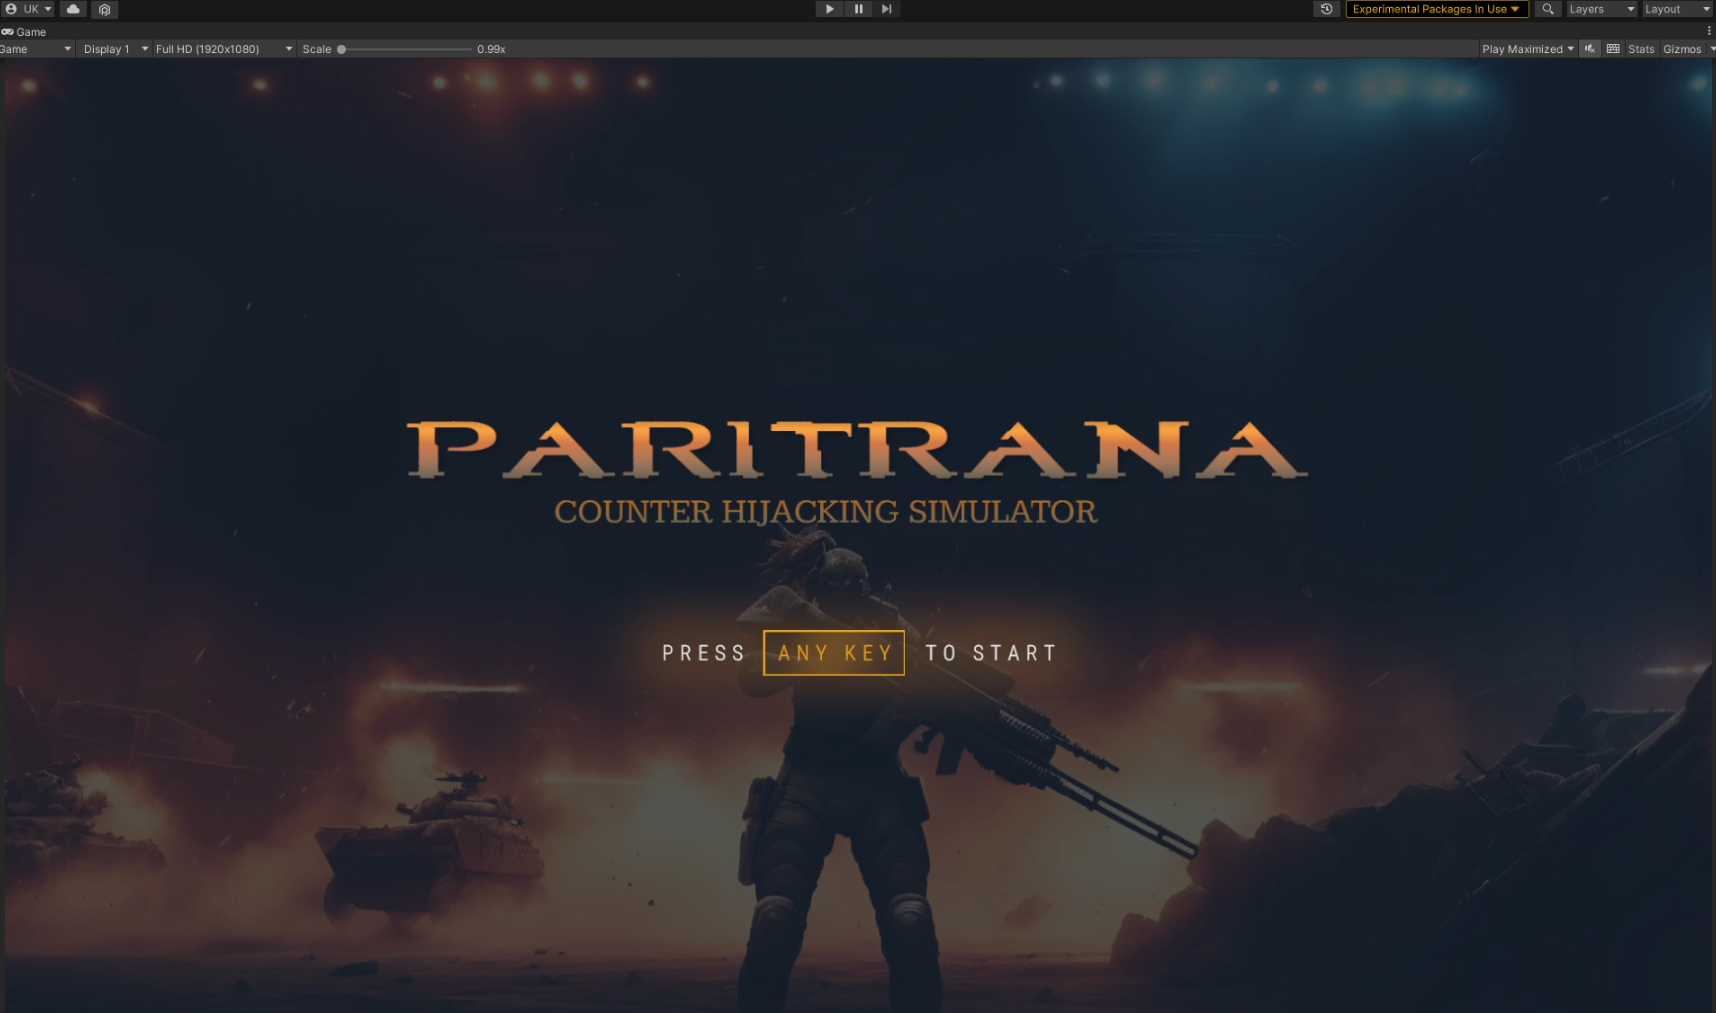 UK
Experimental Packages In Use
Layers
Layout
Game
Game
Display 1
Full HD (1920x1080)
Scale
0.99x
Play Maximized
Stats
Gizmos
PARITRANA
COUNTER HIJACKING SIMULATOR
PRESS ANY KEY TO START